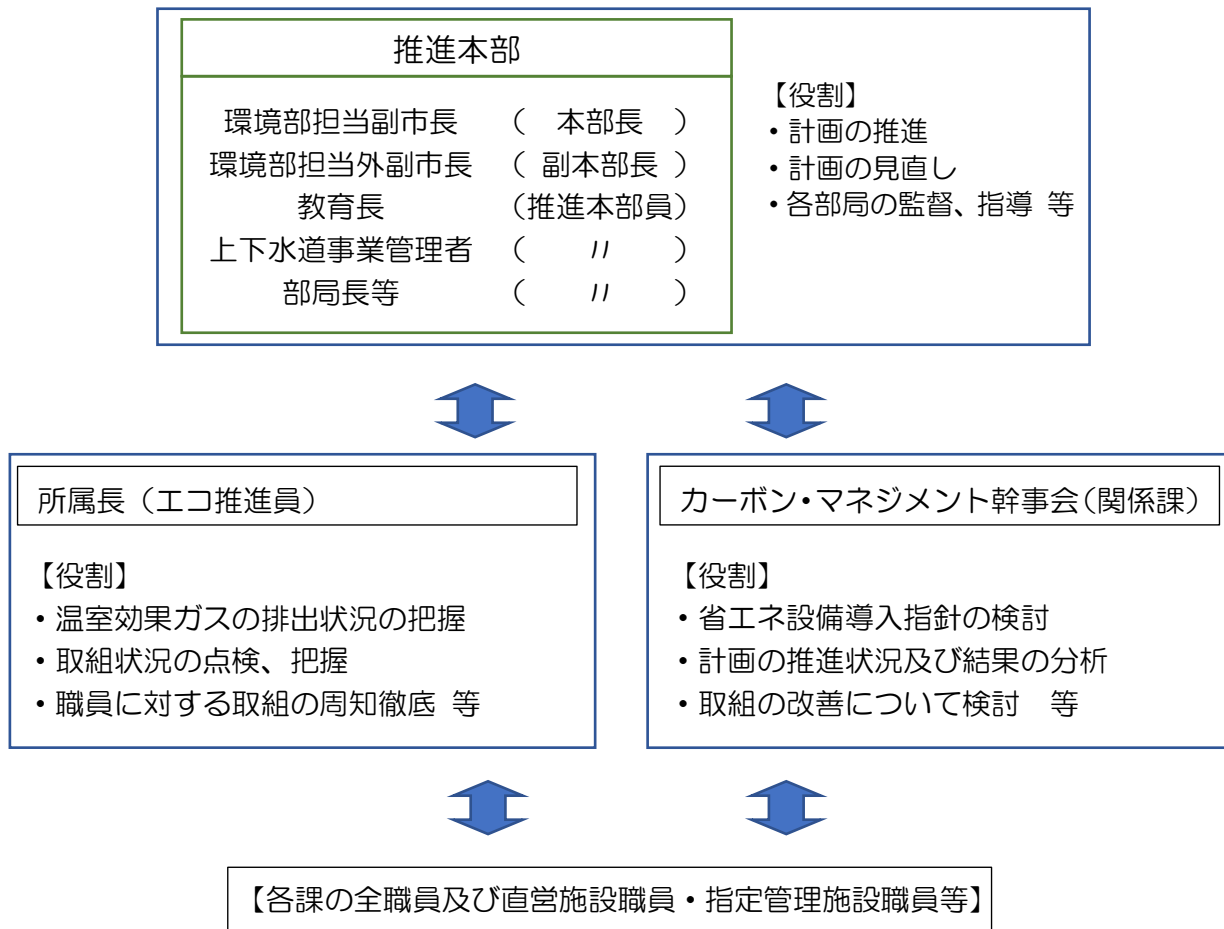 推進本部
環境部担当副市長 （ 本部長 ）
環境部担当外副市長 （ 副本部長 ）
教育長 （推進本部員）
上下水道事業管理者 （ 〃 ）
部局長等 （ 〃 ）
【役割】
・計画の推進
・計画の見直し
・各部局の監督、指導 等
所属長（エコ推進員）
【役割】
・温室効果ガスの排出状況の把握
・取組状況の点検、把握
・職員に対する取組の周知徹底 等
カーボン・マネジメント幹事会（関係課）
【役割】
・省エネ設備導入指針の検討
・計画の推進状況及び結果の分析
・取組の改善について検討　等
【各課の全職員及び直営施設職員・指定管理施設職員等】